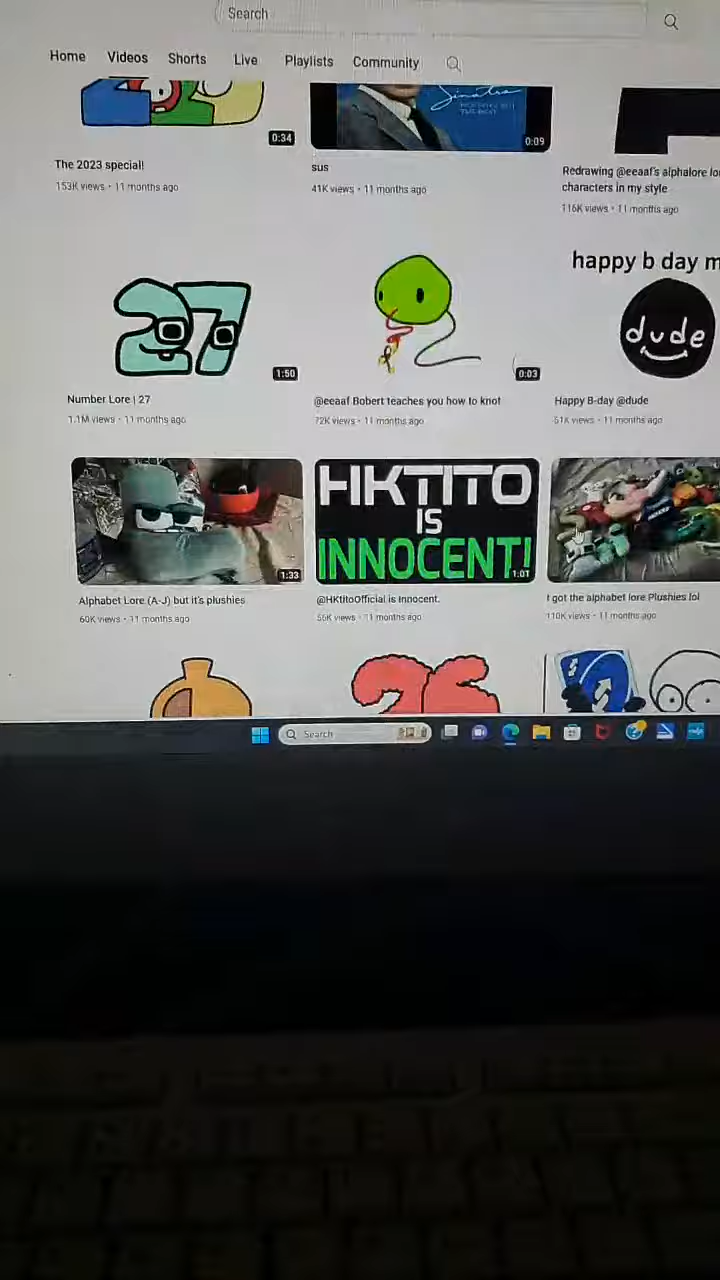 Search
Home Videos Shorts Live Playlists Community
Sinatra
0:34
0:09
The 2023 special!
153K views • 11 months ago
sus
41K views • 11 months ago
Redrawing @eeaaf's alphalore lo
characters in my style
116K views • 11 months ago
27
1:50
0:03
happy b day m
dude
Number Lore | 27
1.1M views • 11 months ago
@eeaaf Bobert teaches you how to knot
72K views • 11 months ago
Happy B-day @dude
51K views • 11 months ago
1:33
HKTITO
IS
INNOCENT!
1:01
Alphabet Lore (A-J) but it's plushies
60K views • 11 months ago
@HKtitoOfficial is Innocent.
56K views • 11 months ago
I got the alphabet lore Plushies lol
110K views • 11 months ago
26
Search